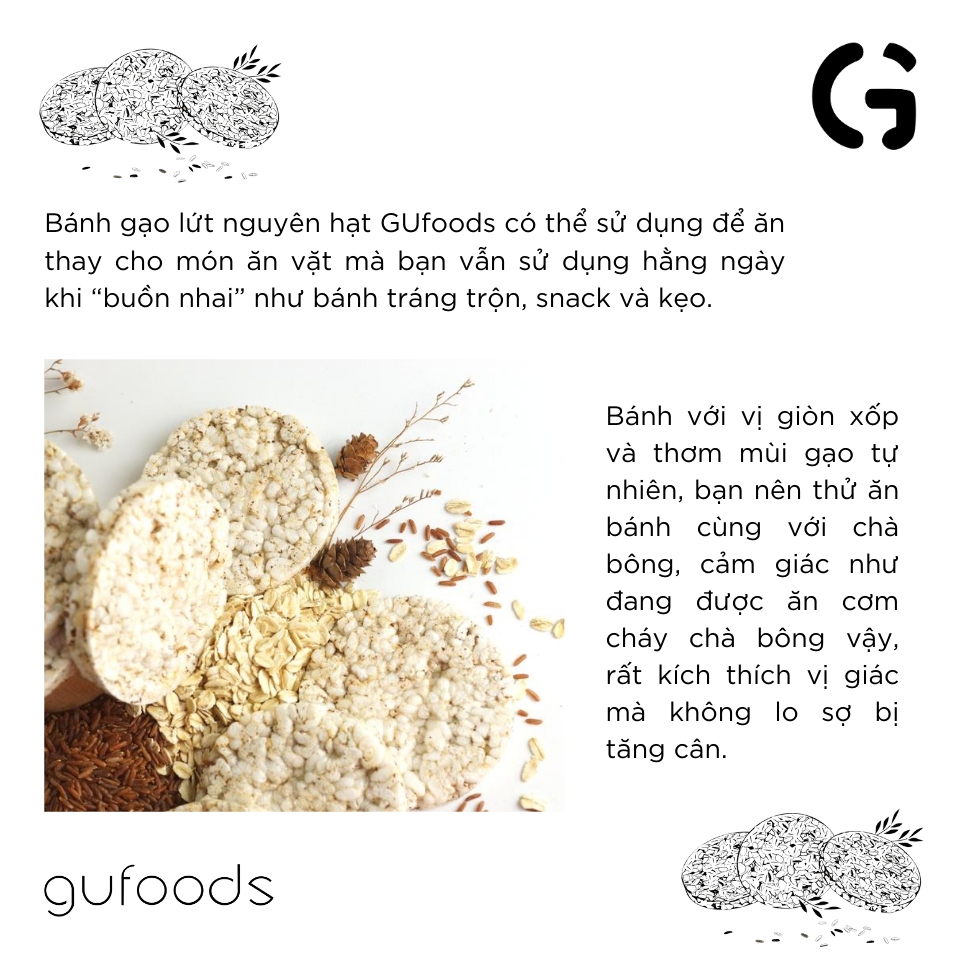 G
Bánh gạo lứt nguyên hạt GUfoods có thể sử dụng để ăn
thay cho món ăn vặt mà bạn vẫn sử dụng hằng ngày
khi “buồn nhai” như bánh tráng trộn, snack và kẹo.
Bánh với vị giòn xốp
và thơm mùi gạo tự
nhiên, bạn nên thử ăn
bánh cùng với chà
bông, cảm giác như
đang được ăn cơm
cháy chà bông vậy,
rất kích thích vị giác
mà không lo sợ bị
tăng cân.
gufoods